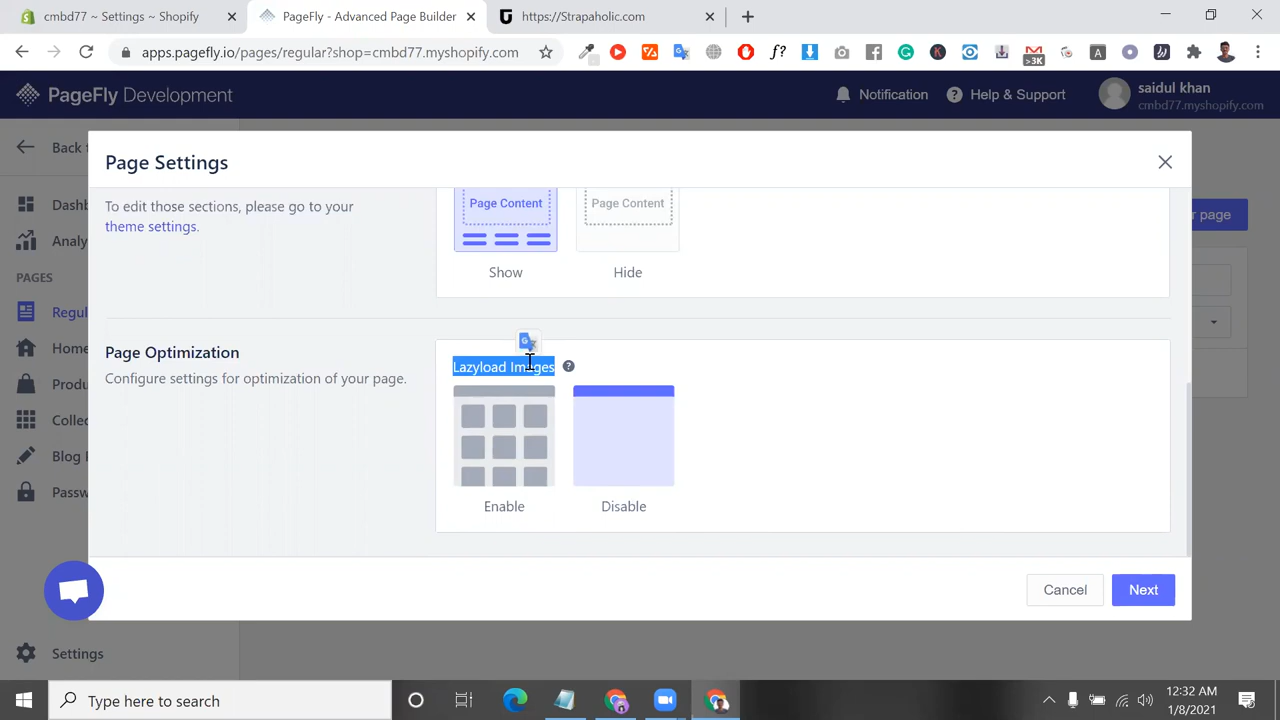 cmbd77 ~ Settings ~ Shopify
PageFly - Advanced Page Builder
https://Strapaholic.com
apps.pagefly.io/pages/regular?shop=cmbd77.myshopify.com
>3K
PageFly Development
Notification
Help & Support
saidul khan
cmbd77.myshopify.com
Back t
Page Settings
To edit those sections, please go to your
theme settings.
Page Content
Page Content
Show
Hide
Dashb
Analy
PAGES
Regul
Home
Produ
Collec
Blog P
Passw
r page
Page Optimization
Configure settings for optimization of your page.
Lazyload Images
Enable
Disable
Cancel
Next
Settings
Type here to search
12:32 AM
1/8/2021